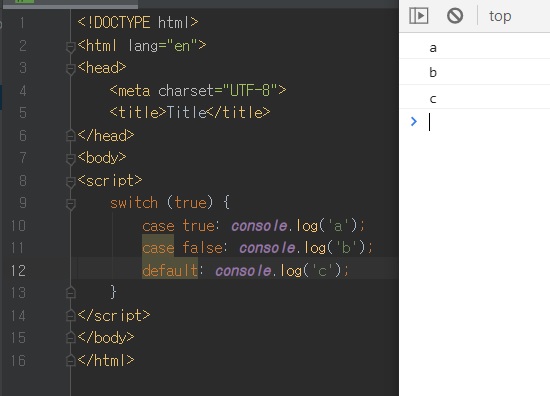 1 <!DOCTYPE html>
2 <html lang="en">
3 <head>
4 <meta charset="UTF-8">
5 <title>Title</title>
6 </head>
7 <body>
8 <script>
9 switch (true) {
10 case true: console.log('a');
11 case false: console.log('b');
12 default: console.log('c');
13 }
14 </script>
15 </body>
16 </html>
top
a
b
c